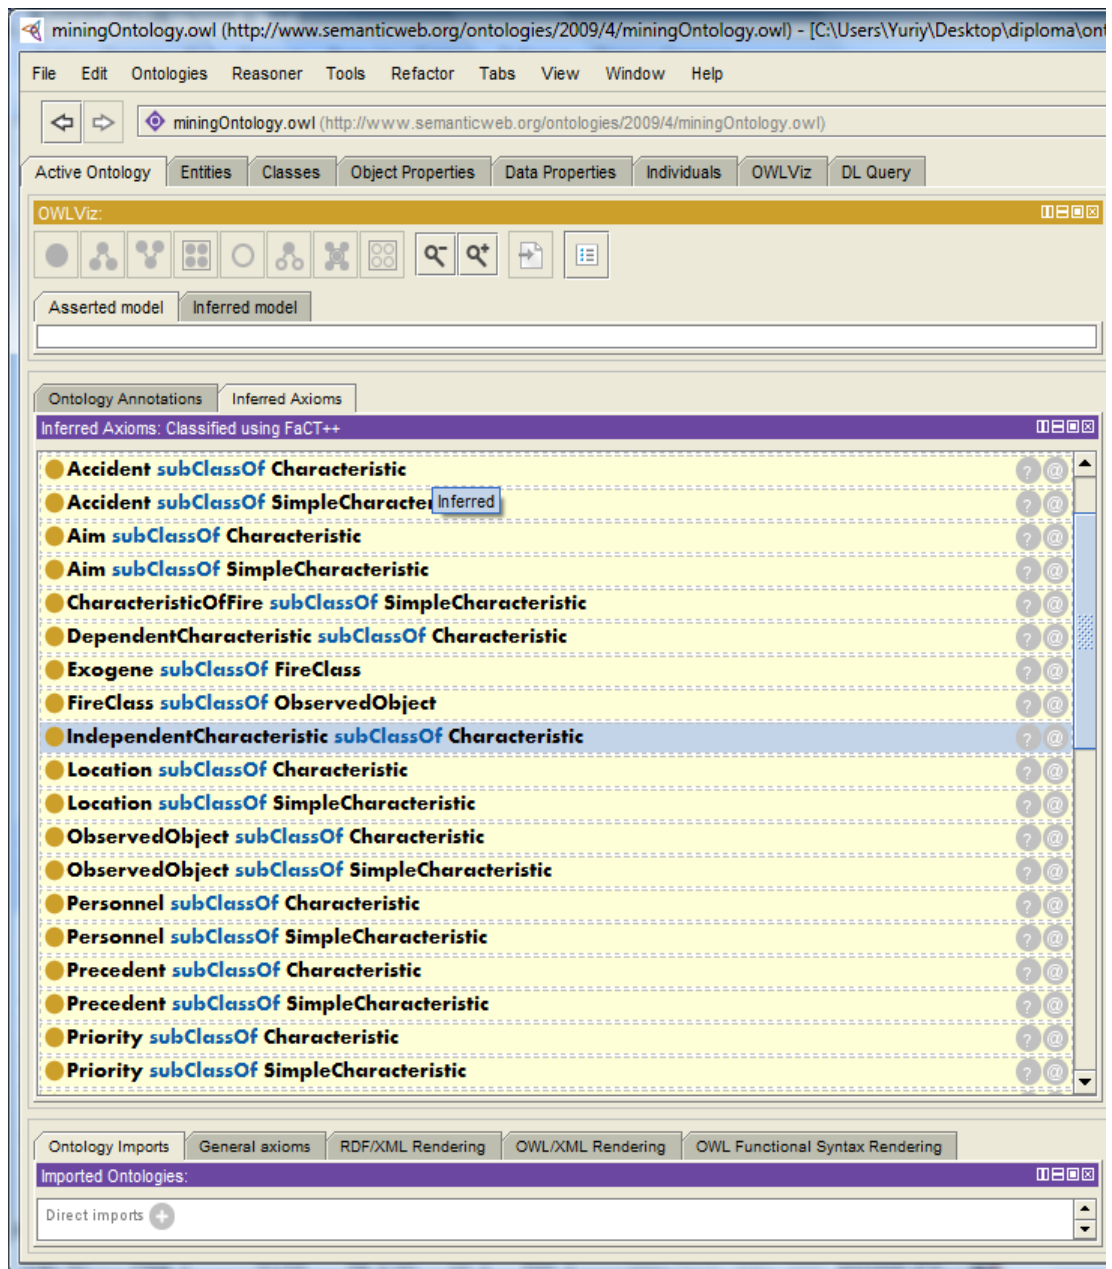 miningOntology.owl (http://www.semanticweb.org/ontologies/2009/4/miningOntology.owl) - [C:\Users\Yuriy\Desktop\diploma\ont
File Edit Ontologies Reasoner Tools Refactor Tabs View Window Help
miningOntology.owl (http://www.semanticweb.org/ontologies/2009/4/miningOntology.owl)
Active Ontology Entities Classes Object Properties Data Properties Individuals OWLViz DL Query
OWLViz:
Asserted model Inferred model
Ontology Annotations Inferred Axioms
Inferred Axioms: Classified using FaCT++
Accident subClassOf Characteristic ? @
Accident subClassOf SimpleCharacter Inferred ? @
Aim subClassOf Characteristic ? @
Aim subClassOf SimpleCharacteristic ? @
CharacteristicOfFire subClassOf SimpleCharacteristic ? @
DependentCharacteristic subClassOf Characteristic ? @
Exogene subClassOf FireClass ? @
FireClass subClassOf ObservedObject ? @
IndependentCharacteristic subClassOf Characteristic ? @
Location subClassOf Characteristic ? @
Location subClassOf SimpleCharacteristic ? @
ObservedObject subClassOf Characteristic ? @
ObservedObject subClassOf SimpleCharacteristic ? @
Personnel subClassOf Characteristic ? @
Personnel subClassOf SimpleCharacteristic ? @
Precedent subClassOf Characteristic ? @
Precedent subClassOf SimpleCharacteristic ? @
Priority subClassOf Characteristic ? @
Priority subClassOf SimpleCharacteristic ? @
Ontology Imports General axioms RDF/XML Rendering OWL/XML Rendering OWL Functional Syntax Rendering
Imported Ontologies:
Direct imports